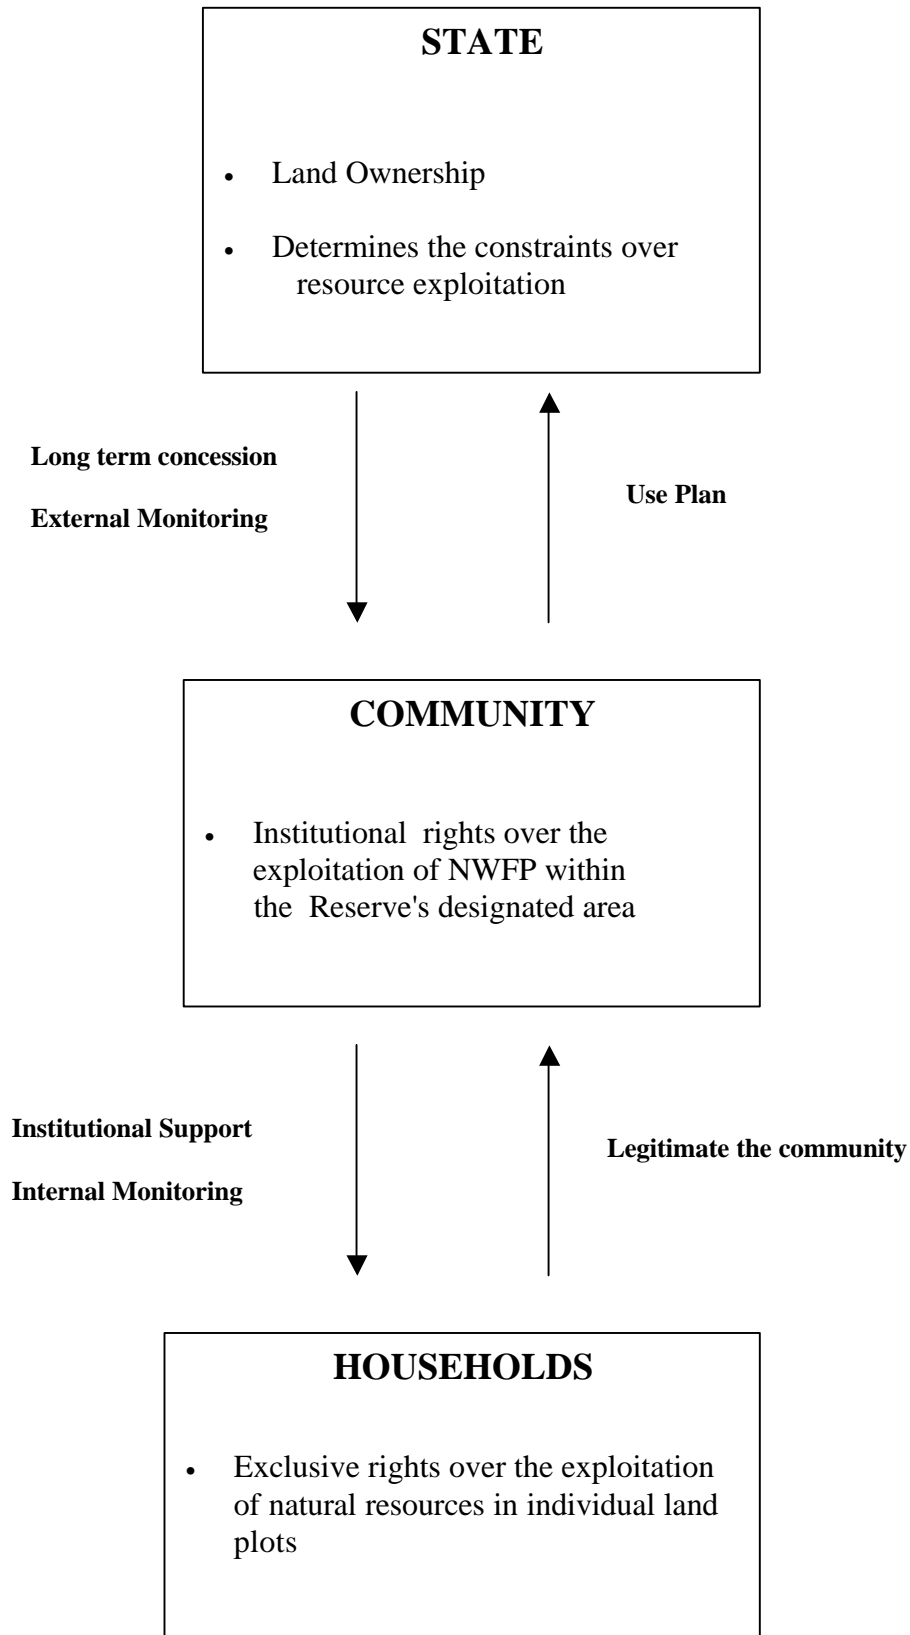 STATE
• Land Ownership
• Determines the constraints over
resource exploitation
Long term concession
External Monitoring
Use Plan
COMMUNITY
• Institutional rights over the
exploitation of NWFP within
the Reserve's designated area
Institutional Support
Internal Monitoring
Legitimate the community
HOUSEHOLDS
• Exclusive rights over the exploitation
of natural resources in individual land
plots